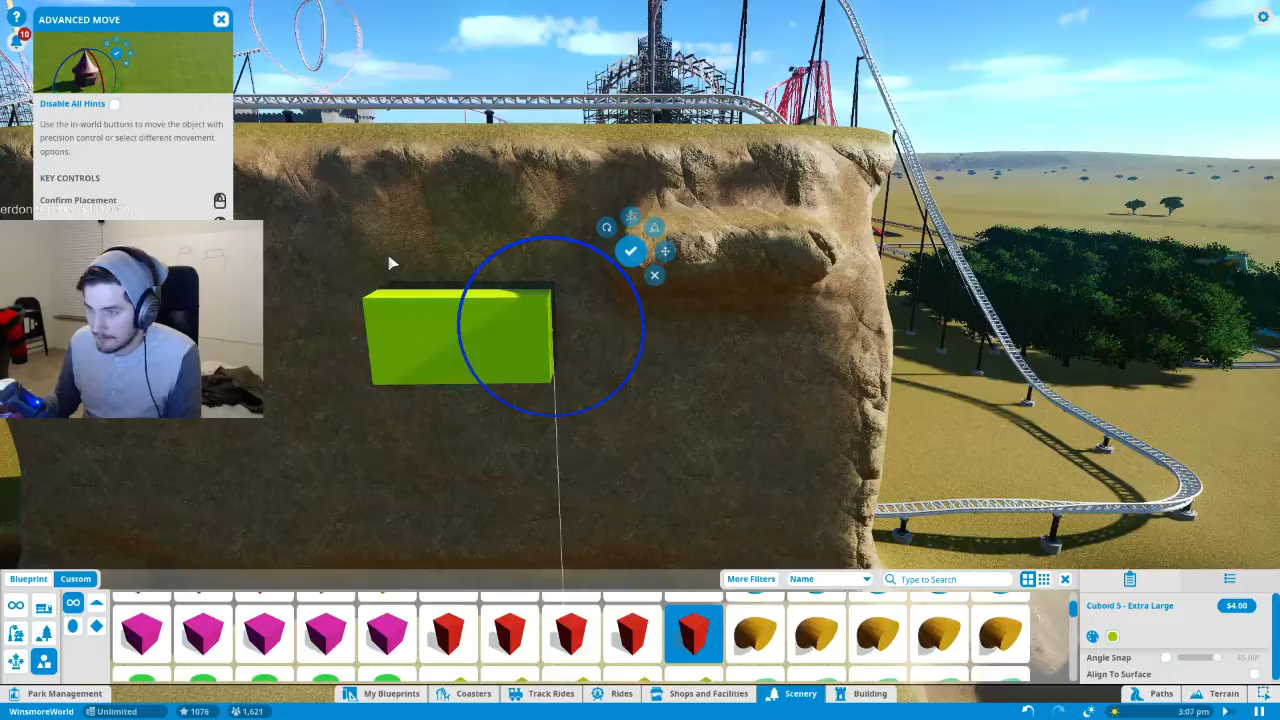 ADVANCED MOVE
10
Disable All Hints
Use the in-world buttons to move the object with
precision control or select different movement
options.
KEY CONTROLS
Confirm Placement
Blueprint
Custom
More Filters
Name
Type to Search
Cuboid 5 - Extra Large
$4.00
Angle Snap
45.00°
Align To Surface
Park Management
My Blueprints
Coasters
Track Rides
Rides
Shops and Facilities
Scenery
Building
Paths
Terrain
WinsmoreWorld
Unlimited
1076
1,621
3:07 pm